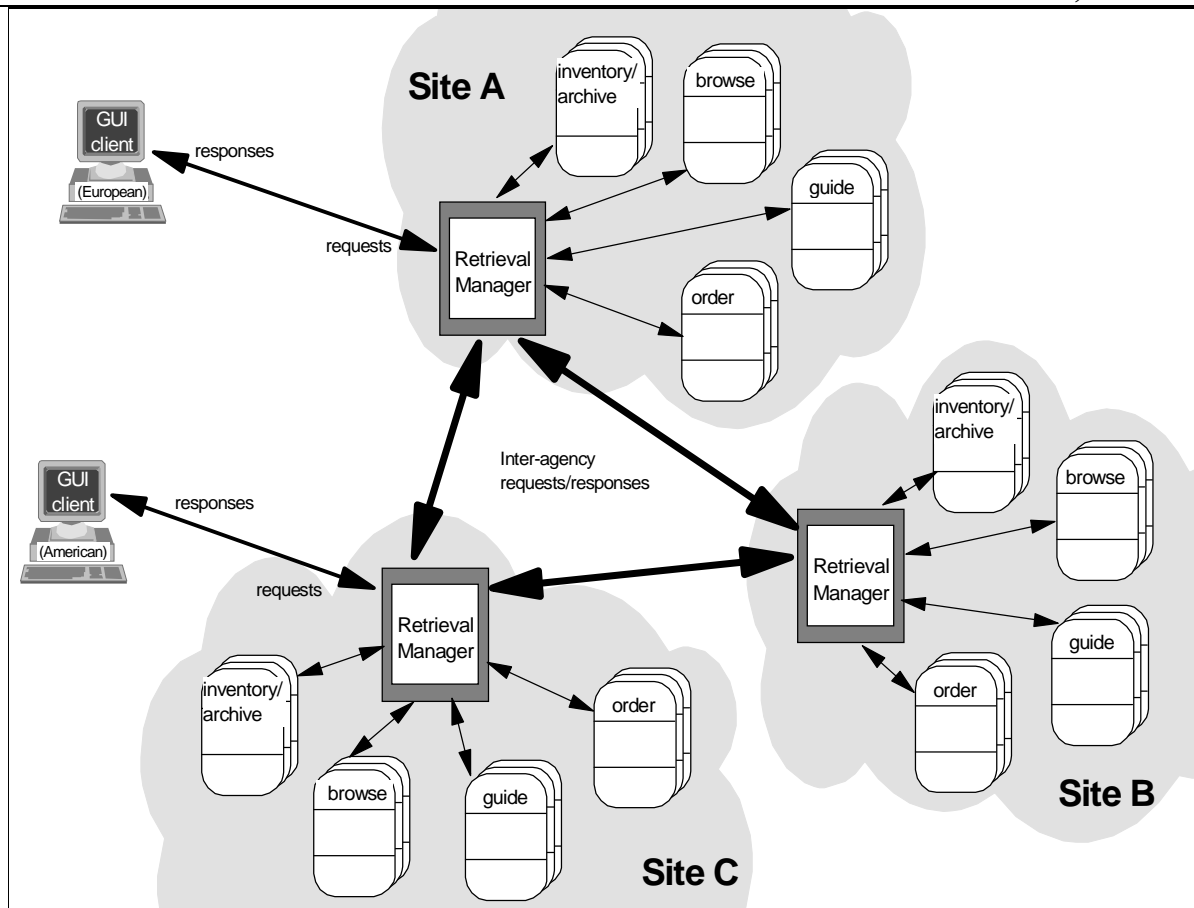 Site A
inventory/
archive
browse
guide
order
Retrieval
Manager
GUI
client
(European)
responses
requests
Inter-agency
requests/responses
GUI
client
(American)
responses
requests
Site B
inventory/
archive
browse
guide
order
Retrieval
Manager
Site C
Retrieval
Manager
inventory/
archive
browse
guide
order